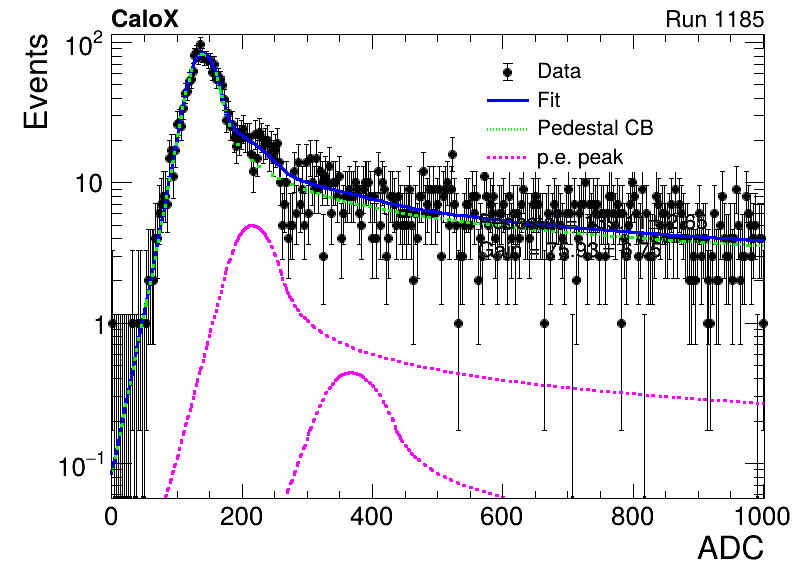 CaloX Run 1185
Events
10²
10
1
10⁻¹
Data
Fit
Pedestal CB
p.e. peak
0 200 400 600 800 1000
ADC